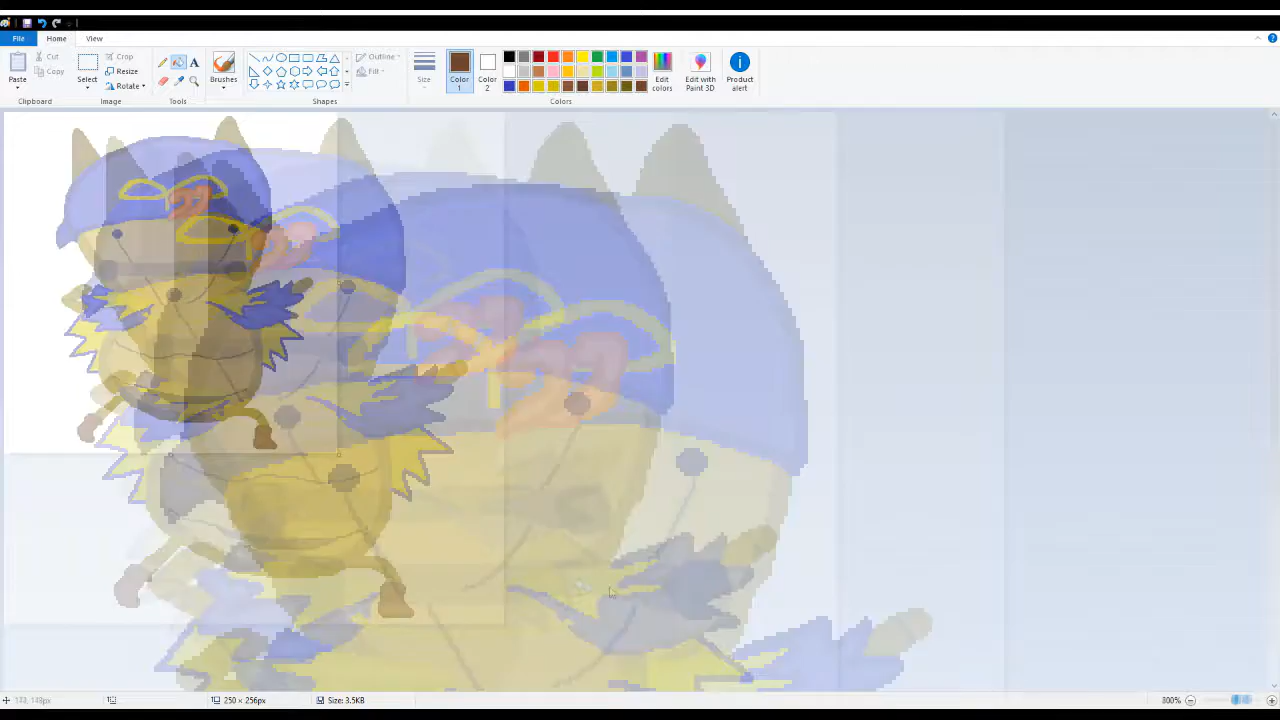 File Home View
Paste Cut Copy Select Crop Resize Rotate Brushes Outline Fill Size Color 1 Color 2 Edit colors Edit with Paint 3D Product alert
Clipboard Image Tools Shapes Colors
250 × 256px Size: 3.5KB 800%